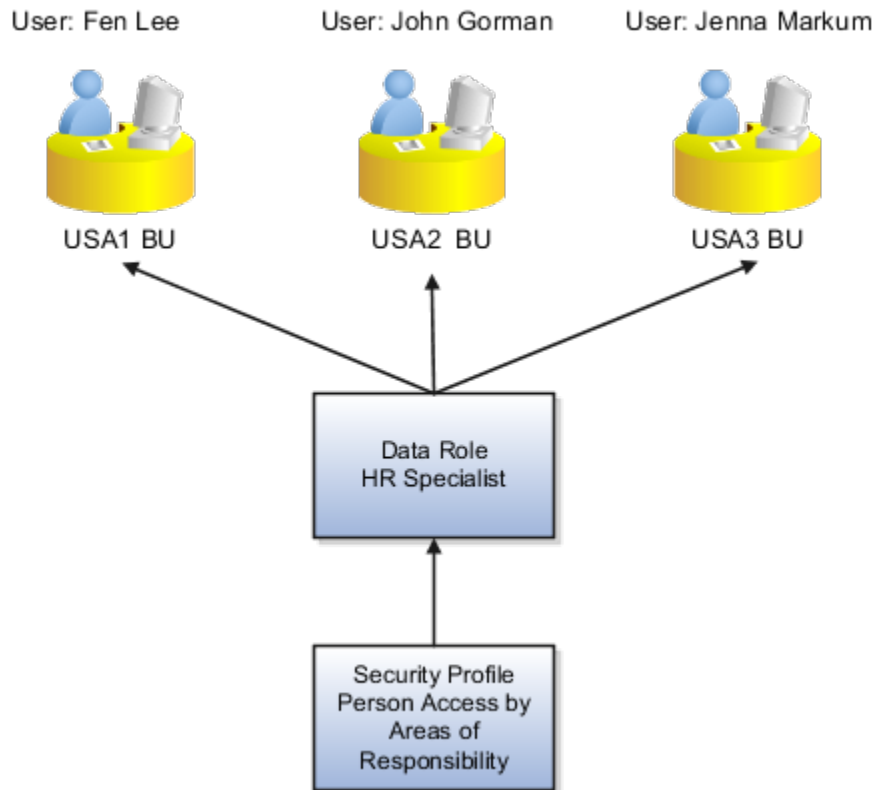 User: Fen Lee
User: John Gorman
User: Jenna Markum
USA1 BU
USA2 BU
USA3 BU
Data Role
HR Specialist
Security Profile
Person Access by
Areas of
Responsibility